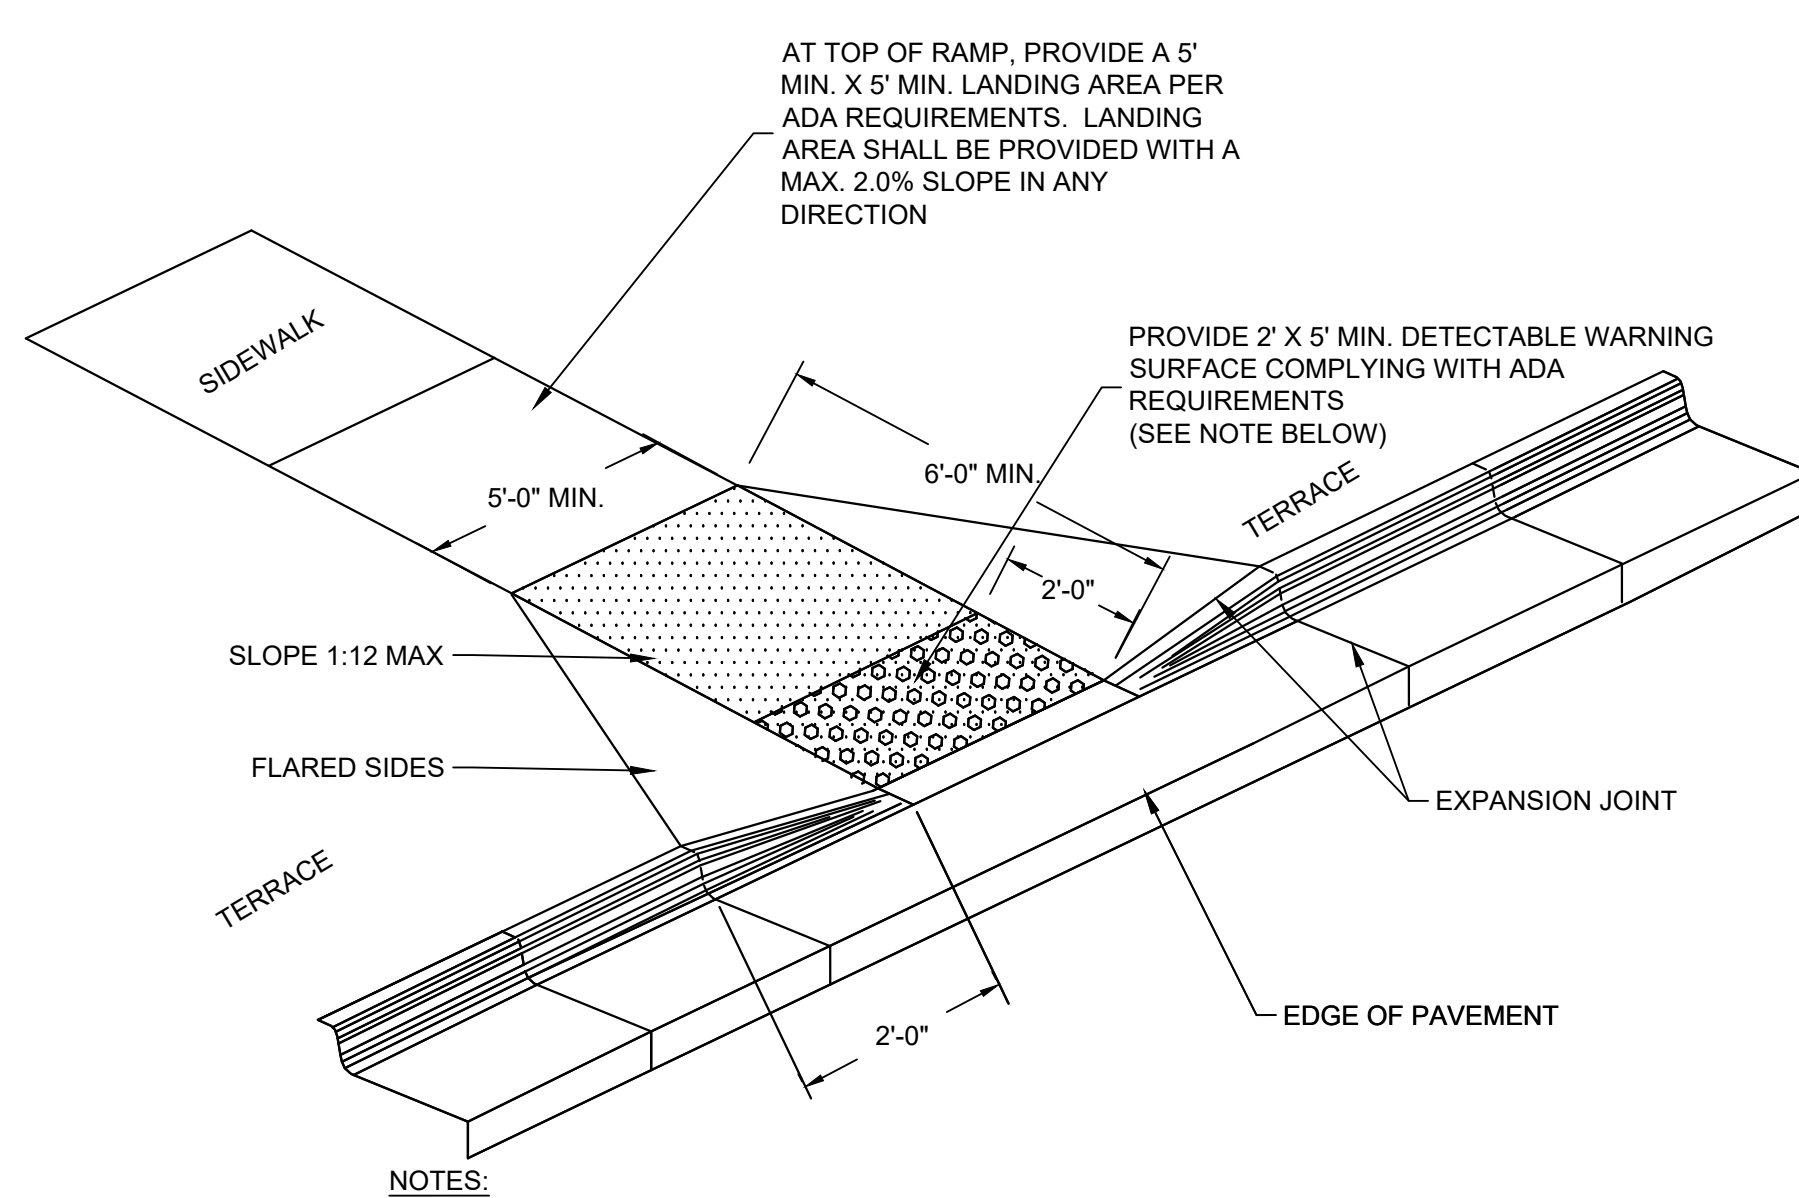 AT TOP OF RAMP, PROVIDE A 5'
MIN. X 5' MIN. LANDING AREA PER
ADA REQUIREMENTS.  LANDING
AREA SHALL BE PROVIDED WITH A
MAX. 2.0% SLOPE IN ANY
DIRECTION
SIDEWALK
PROVIDE 2' X 5' MIN. DETECTABLE WARNING
SURFACE COMPLYING WITH ADA
REQUIREMENTS
(SEE NOTE BELOW)
6'-0" MIN.
5'-0" MIN.
TERRACE
2'-0"
SLOPE 1:12 MAX
FLARED SIDES
EXPANSION JOINT
TERRACE
EDGE OF PAVEMENT
2'-0"
NOTES: